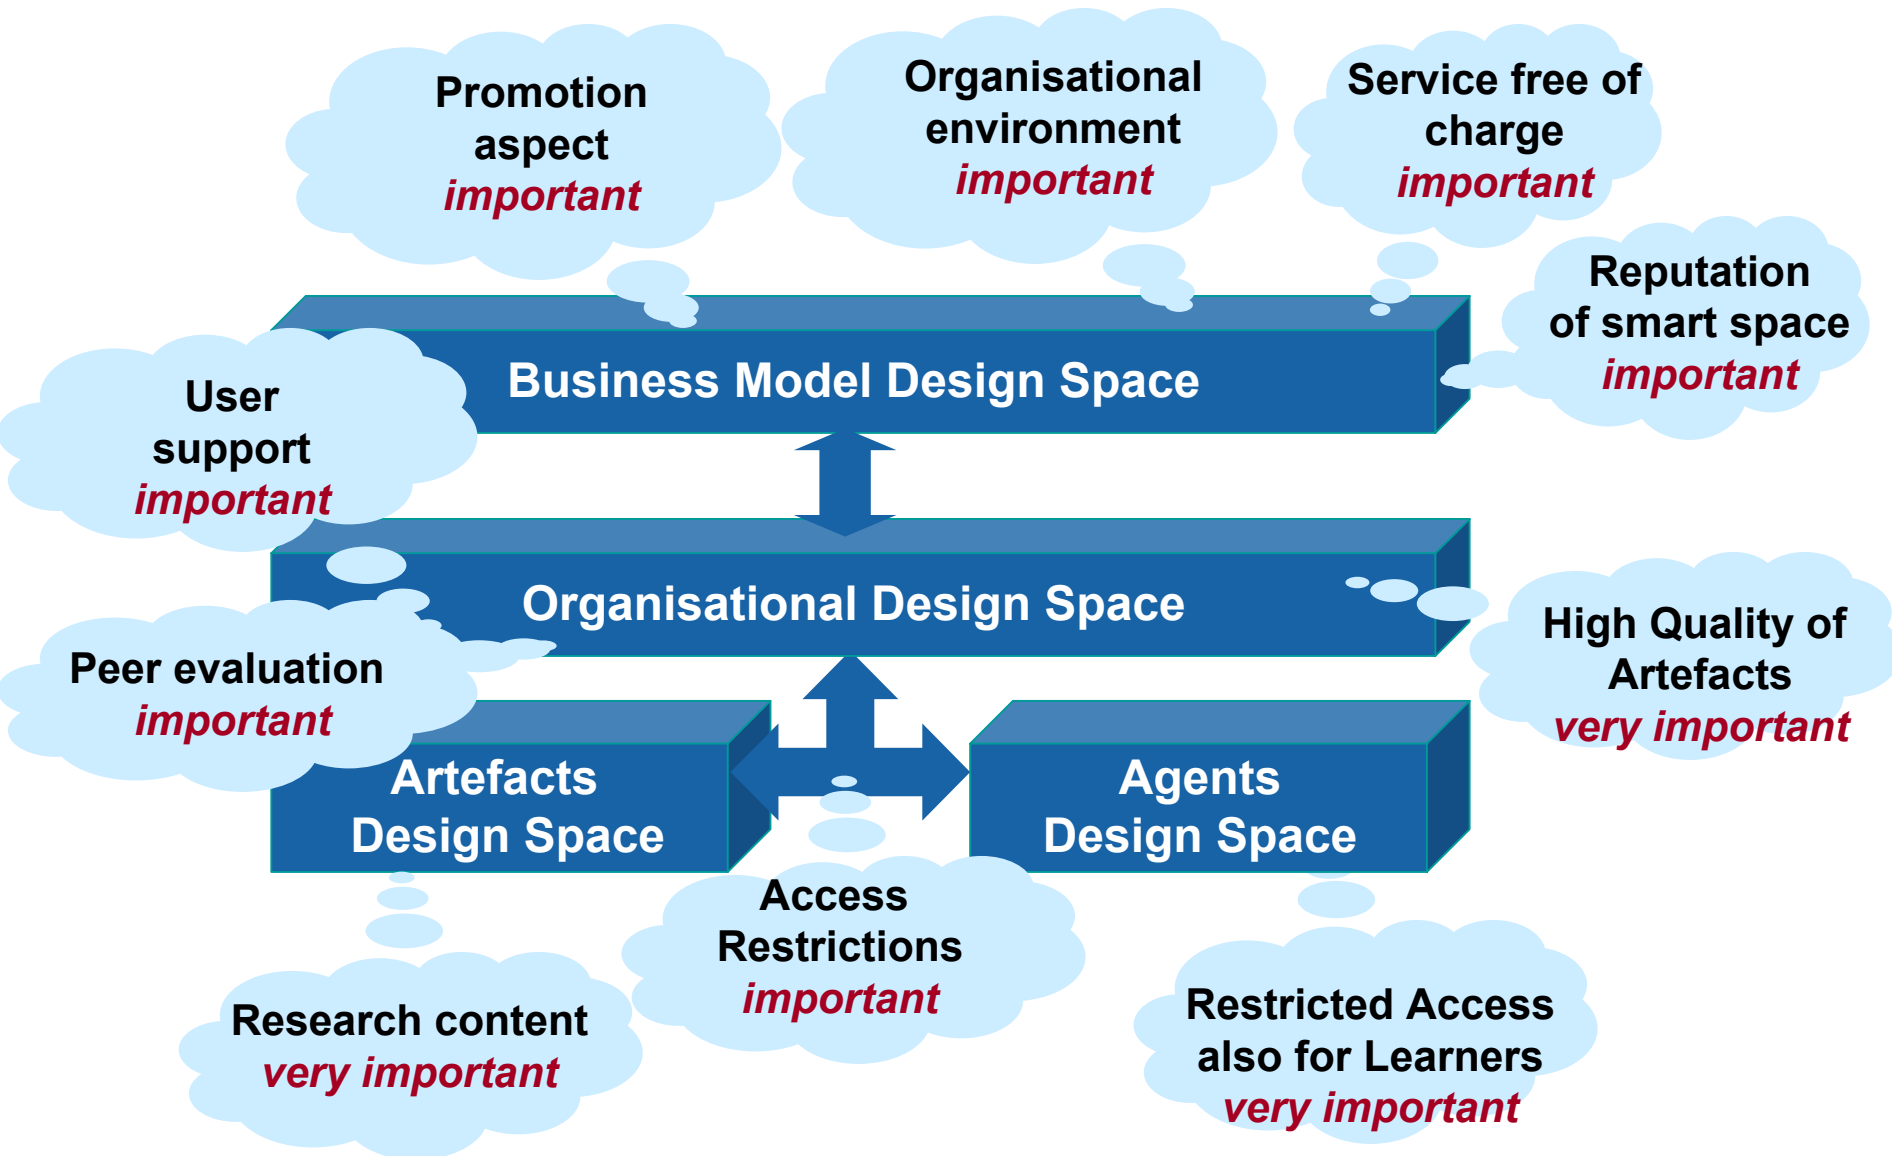 Promotion
aspect
important
Organisational
environment
important
Service free of
charge
important
Reputation
of smart space
important
Business Model Design Space
User
support
important
Organisational Design Space
High Quality of
Artefacts
very important
Peer evaluation
important
Artefacts
Design Space
Agents
Design Space
Access
Restrictions
important
Research content
very important
Restricted Access
also for Learners
very important